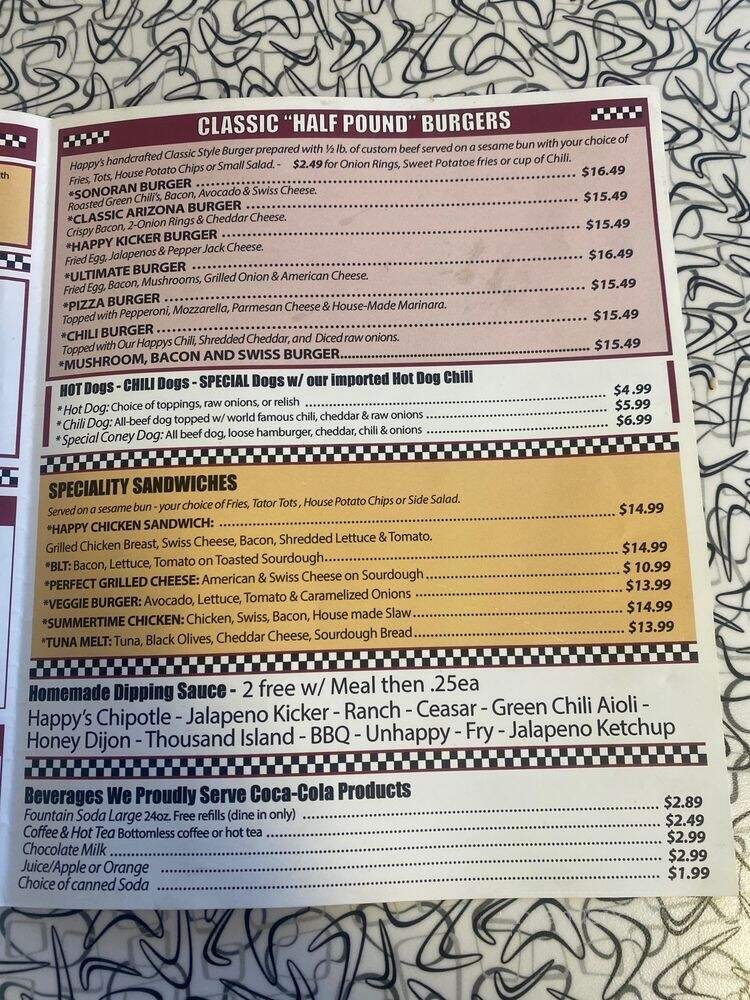 th
CLASSIC "HALF POUND" BURGERS
Happy's handcrafted Classic Style Burger prepared with ½ lb. of custom beef served on a sesame bun with your choice of
Fries, Tots, House Potato Chips or Small Salad. - $2.49 for Onion Rings, Sweet Potatoe fries or cup of Chili.
*SONORAN BURGER ........ $16.49
Roasted Green Chili's, Bacon, Avocado & Swiss Cheese.
*CLASSIC ARIZONA BURGER ........ $15.49
Crispy Bacon, 2-Onion Rings & Cheddar Cheese.
*HAPPY KICKER BURGER ........ $15.49
Fried Egg, Jalapenos & Pepper Jack Cheese.
*ULTIMATE BURGER ........ $16.49
Fried Egg, Bacon, Mushrooms, Grilled Onion & American Cheese.
*PIZZA BURGER ........ $15.49
Topped with Pepperoni, Mozzarella, Parmesan Cheese & House-Made Marinara.
*CHILI BURGER ........ $15.49
Topped with Our Happys Chili, Shredded Cheddar, and Diced raw onions.
*MUSHROOM, BACON AND SWISS BURGER........ $15.49
HOT Dogs - CHILI Dogs - SPECIAL Dogs w/ our imported Hot Dog Chili
* Hot Dog: Choice of toppings, raw onions, or relish ........ $4.99
* Chili Dog: All-beef dog topped w/ world famous chili, cheddar & raw onions ........ $5.99
* Special Coney Dog: All beef dog, loose hamburger, cheddar, chili & onions ........ $6.99
SPECIALITY SANDWICHES
Served on a sesame bun - your choice of Fries, Tator Tots , House Potato Chips or Side Salad.
*HAPPY CHICKEN SANDWICH: ........ $14.99
Grilled Chicken Breast, Swiss Cheese, Bacon, Shredded Lettuce & Tomato.
*BLT: Bacon, Lettuce, Tomato on Toasted Sourdough........ $14.99
*PERFECT GRILLED CHEESE: American & Swiss Cheese on Sourdough ........ $ 10.99
*VEGGIE BURGER: Avocado, Lettuce, Tomato & Caramelized Onions ........ $13.99
*SUMMERTIME CHICKEN: Chicken, Swiss, Bacon, House made Slaw........ $14.99
*TUNA MELT: Tuna, Black Olives, Cheddar Cheese, Sourdough Bread ........ $13.99
Homemade Dipping Sauce - 2 free w/ Meal then .25ea
Happy's Chipotle - Jalapeno Kicker - Ranch - Ceasar - Green Chili Aioli -
Honey Dijon - Thousand Island - BBQ - Unhappy - Fry - Jalapeno Ketchup
Beverages We Proudly Serve Coca-Cola Products
Fountain Soda Large 24oz. Free refills (dine in only) ........ $2.89
Coffee & Hot Tea Bottomless coffee or hot tea ........ $2.49
Chocolate Milk ........ $2.99
Juice/Apple or Orange ........ $2.99
Choice of canned Soda ........ $1.99